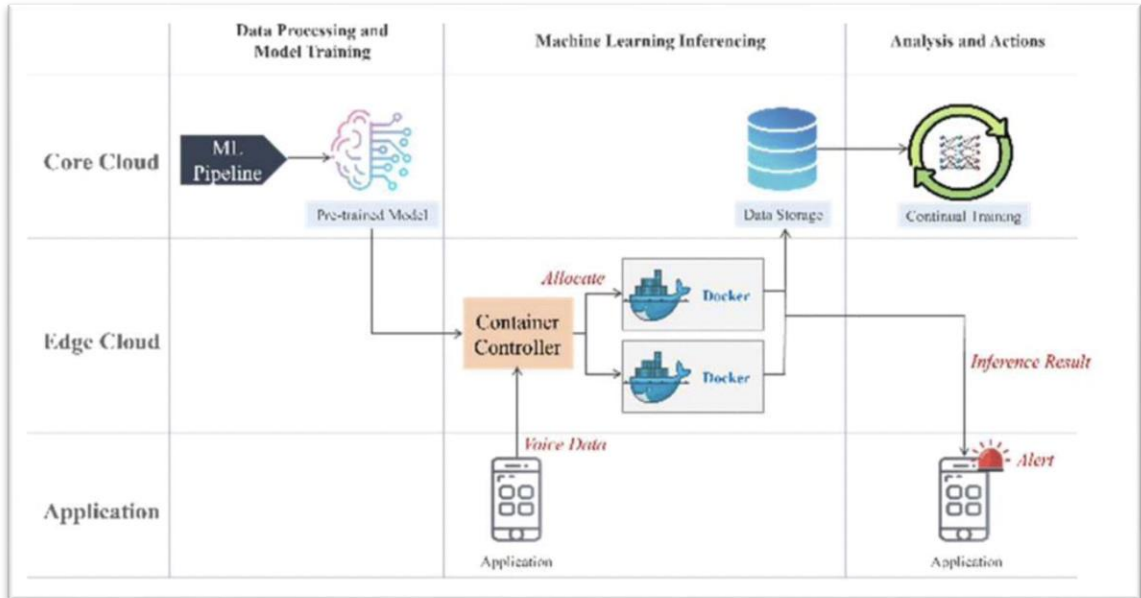 Data Processing and
Model Training
Machine Learning Inferencing
Analysis and Actions
Core Cloud
ML
Pipeline
Pre-trained Model
Data Storage
Continual Training
Edge Cloud
Allocate
Container
Controller
Docker
Docker
Inference Result
Application
Voice Data
Alert
Application
Application